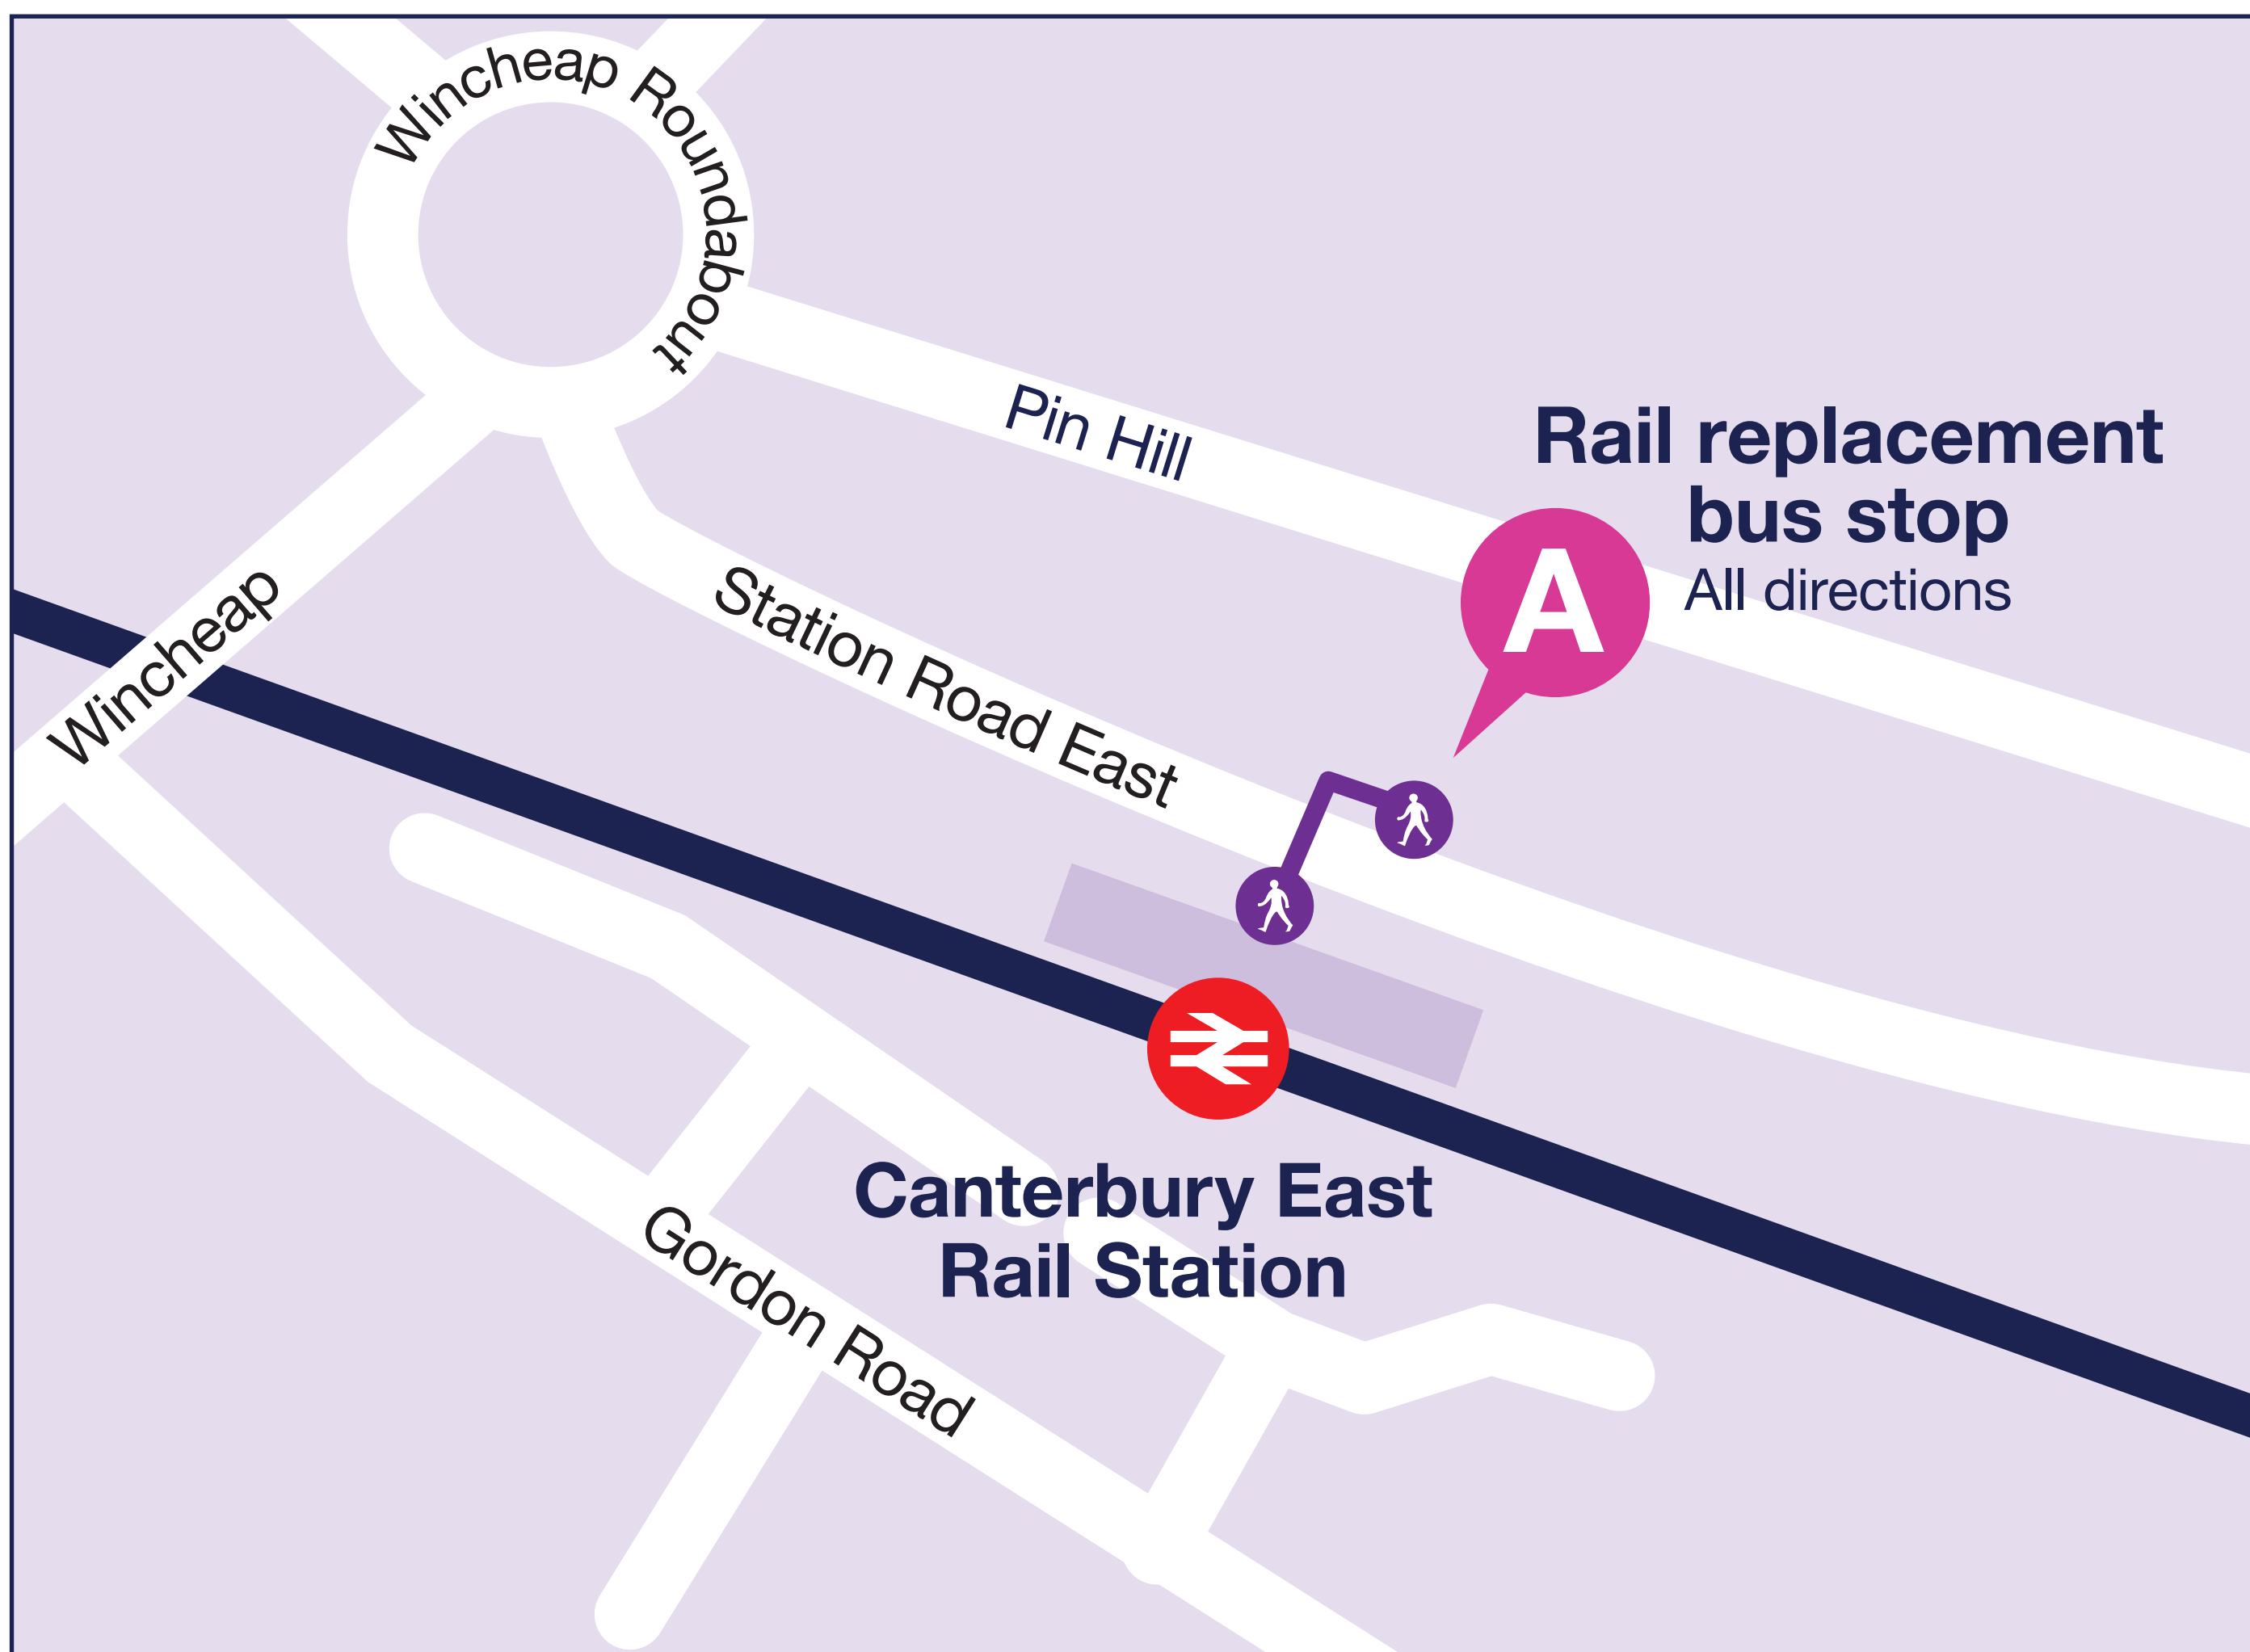 Wincheap Roundabout
Pin Hill
Rail replacement
bus stop
All directions
A
Wincheap
Station Road East
Canterbury East
Rail Station
Gordon Road